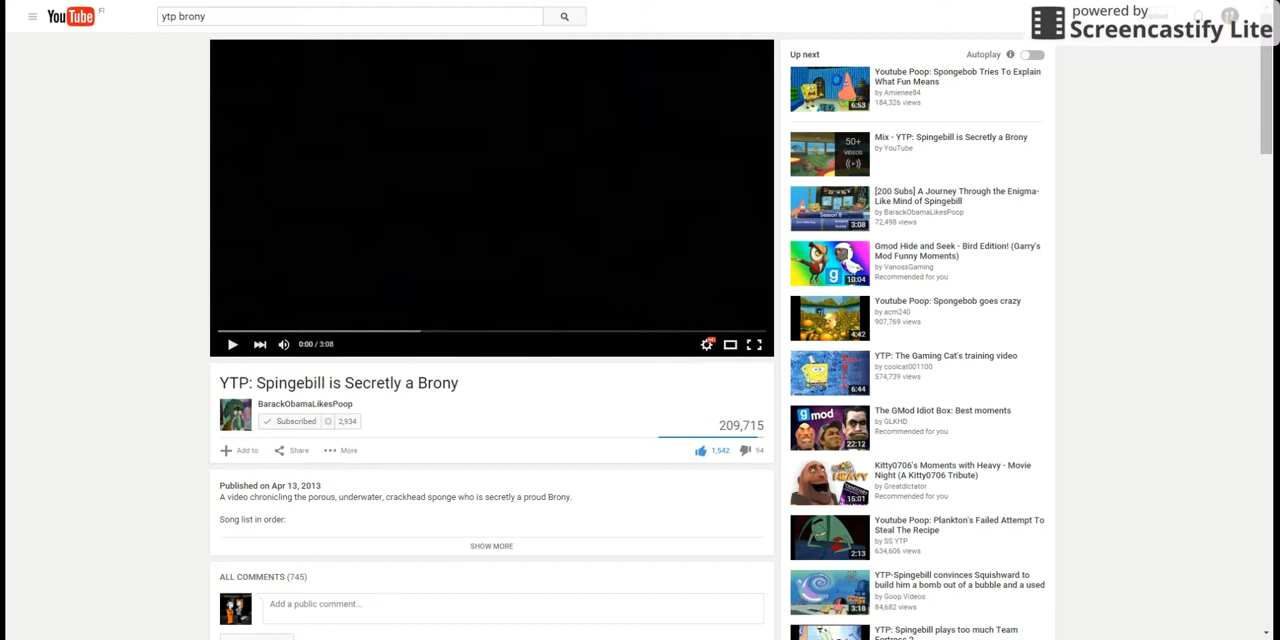 YouTube FI
ytp brony
powered by
Screencastify Lite
Up next
Autoplay
Youtube Poop: Spongebob Tries To Explain
What Fun Means
by Amienee84
184,326 views
6:53
Mix - YTP: Spingebill is Secretly a Brony
by YouTube
50+
VIDEOS
[200 Subs] A Journey Through the Enigma-
Like Mind of Spingebill
by BarackObamaLikesPoop
72,498 views
3:08
Gmod Hide and Seek - Bird Edition! (Garry's
Mod Funny Moments)
by VanossGaming
Recommended for you
10:04
Youtube Poop: Spongebob goes crazy
by acm240
907,769 views
4:42
YTP: The Gaming Cat's training video
by coolcat001100
574,739 views
6:44
The GMod Idiot Box: Best moments
by GLKHD
Recommended for you
gmod
22:12
Kitty0706's Moments with Heavy - Movie
Night (A Kitty0706 Tribute)
by Greatdictator
Recommended for you
15:01
Youtube Poop: Plankton's Failed Attempt To
Steal The Recipe
by SS YTP
634,606 views
2:13
YTP-Spingebill convinces Squishward to
build him a bomb out of a bubble and a used
by Goop Videos
84,682 views
3:18
YTP: Spingebill plays too much Team
Fortress 2
0:00 / 3:08
YTP: Spingebill is Secretly a Brony
BarackObamaLikesPoop
Subscribed 2,934
209,715
Add to Share More
1,542 94
Published on Apr 13, 2013
A video chronicling the porous, underwater, crackhead sponge who is secretly a proud Brony.
Song list in order:
SHOW MORE
ALL COMMENTS (745)
Add a public comment...